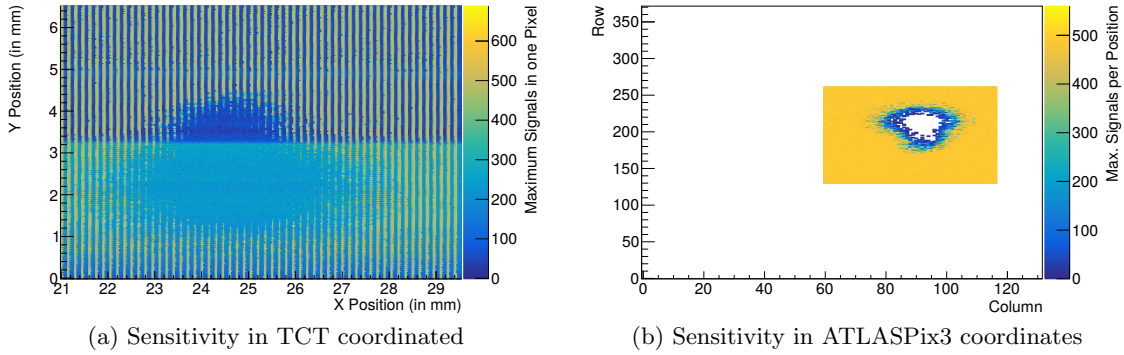 Y Position (in mm)
6
5
4
3
2
1
0
21 22 23 24 25 26 27 28 29
X Position (in mm)
600
500
400
300
200
100
0
Maximum Signals in one Pixel
(a) Sensitivity in TCT coordinated
Row
350
300
250
200
150
100
50
0
0 20 40 60 80 100 120
Column
500
400
300
200
100
0
Max. Signals per Position
(b) Sensitivity in ATLASPix3 coordinates